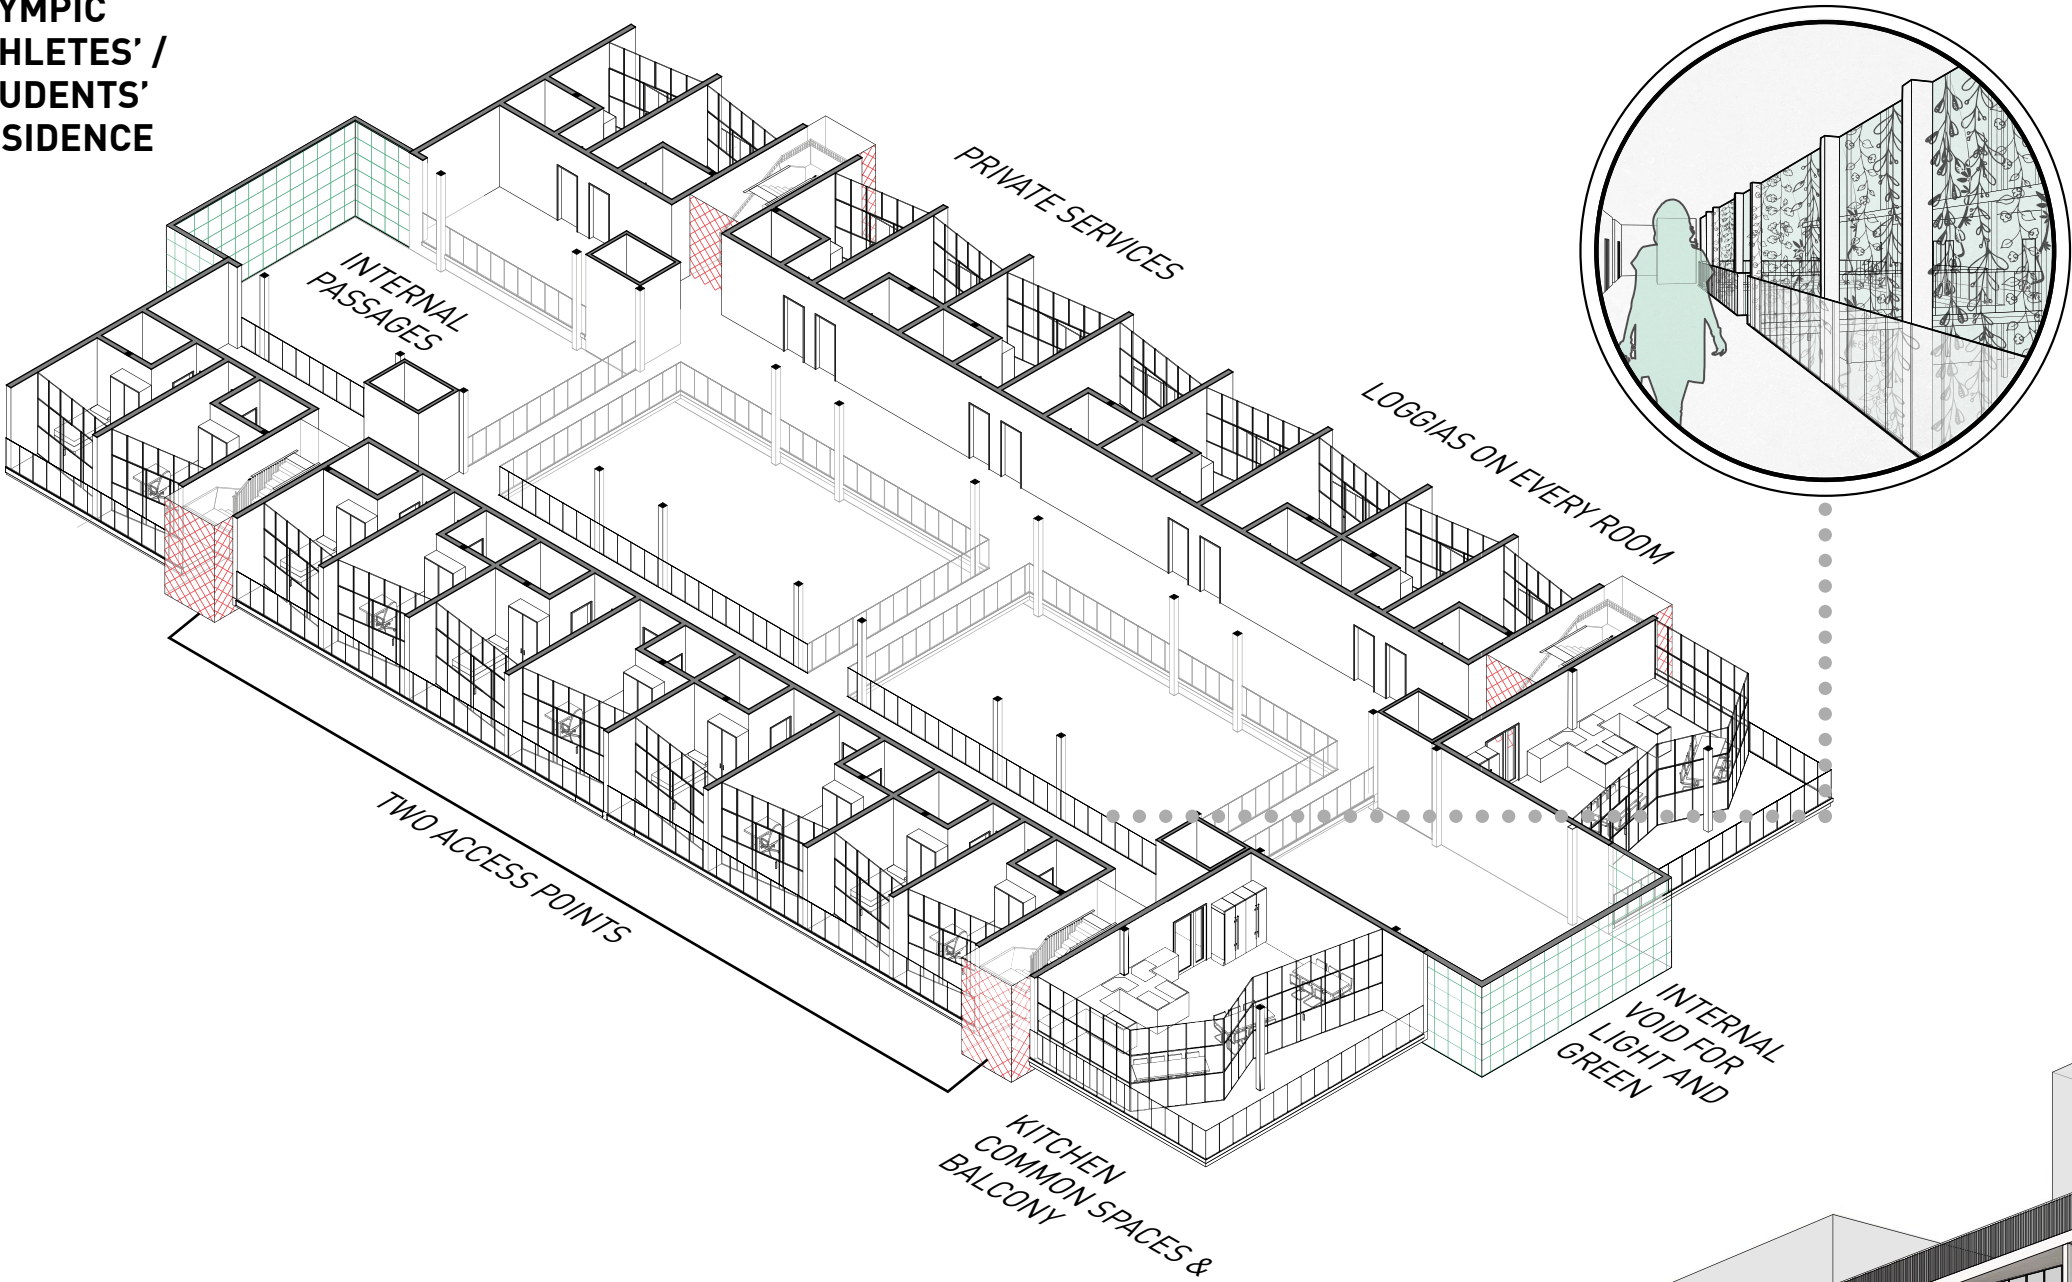 YMPIC
HLETES' /
UDENTS'
SIDENCE
PRIVATE SERVICES
INTERNAL
PASSAGES
LOGGIAS ON EVERY ROOM
TWO ACCESS POINTS
INTERNAL
VOID FOR
LIGHT AND
GREEN
KITCHEN
COMMON SPACES &
BALCONY